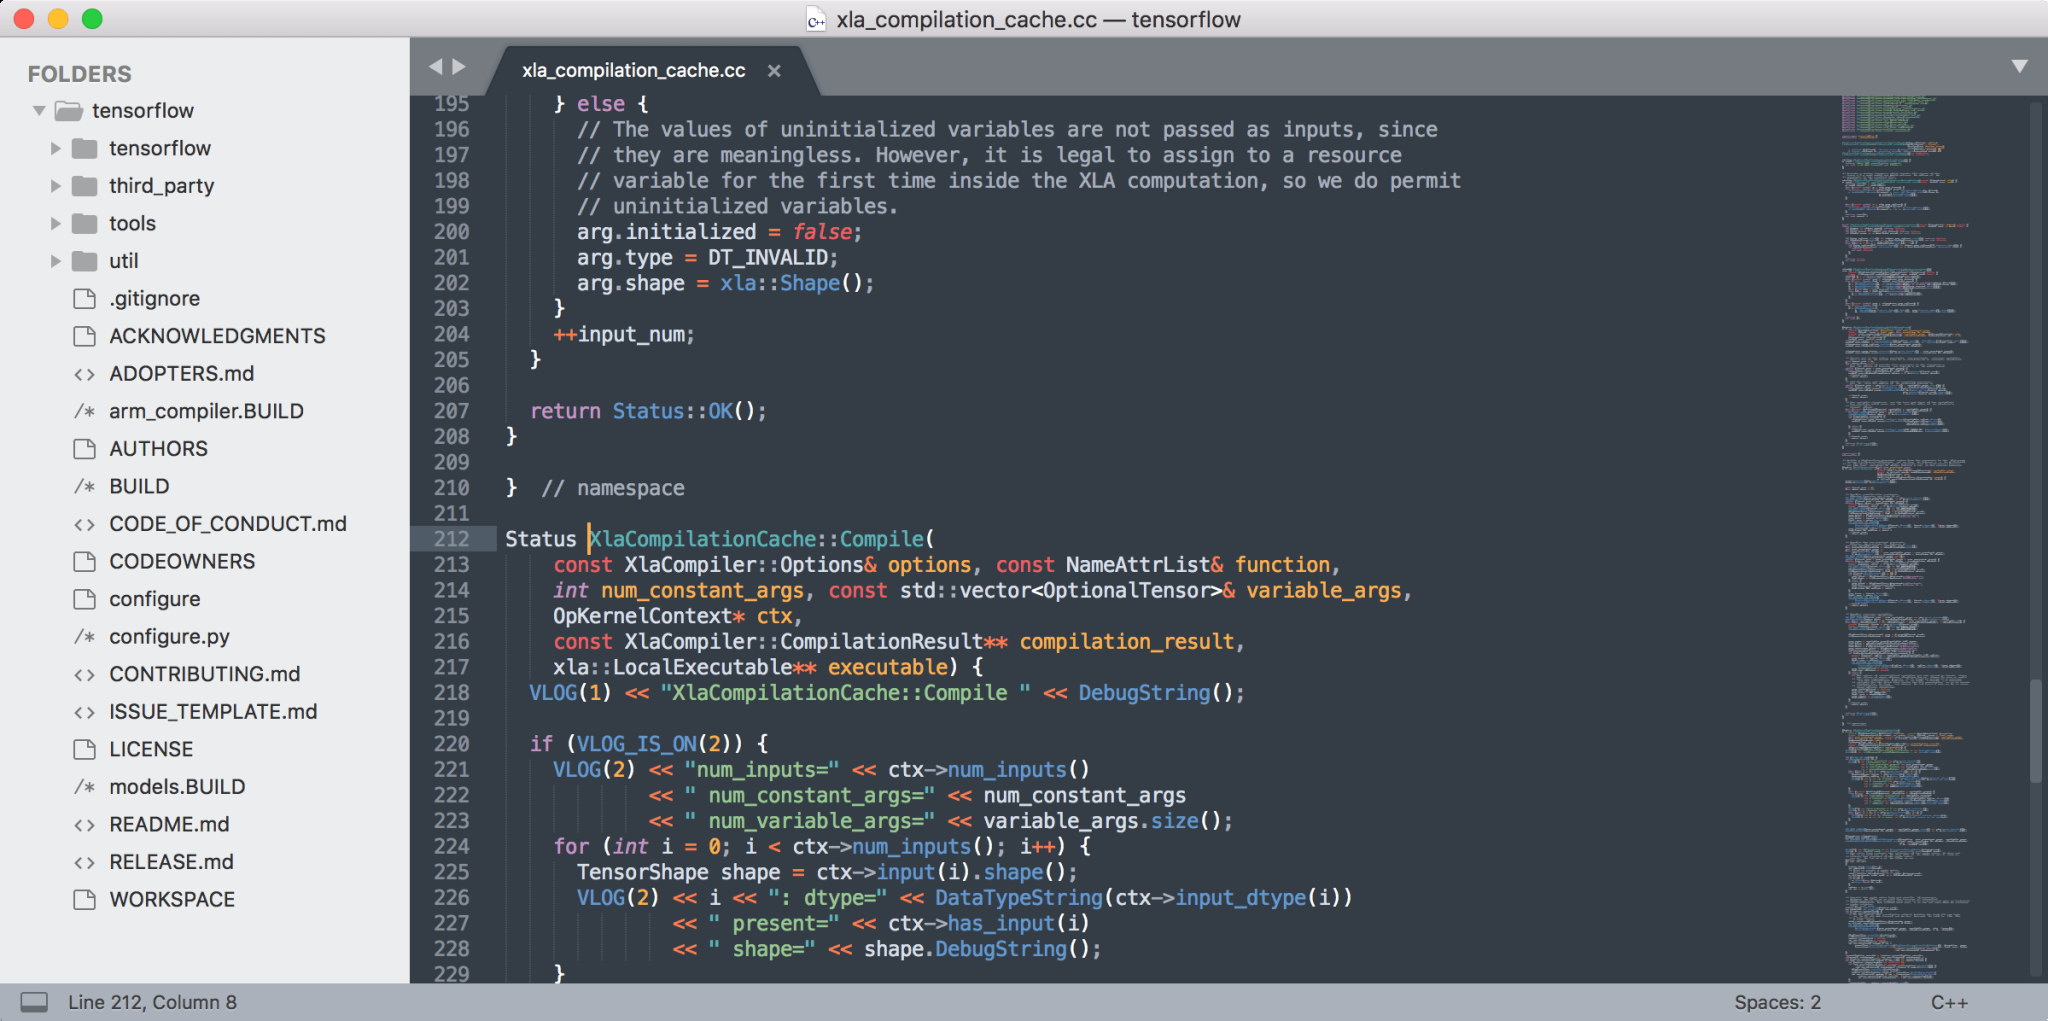 xla_compilation_cache.cc — tensorflow
FOLDERS
tensorflow
tensorflow
third_party
tools
util
.gitignore
ACKNOWLEDGMENTS
<> ADOPTERS.md
/* arm_compiler.BUILD
AUTHORS
/* BUILD
<> CODE_OF_CONDUCT.md
CODEOWNERS
configure
/* configure.py
<> CONTRIBUTING.md
<> ISSUE_TEMPLATE.md
LICENSE
/* models.BUILD
<> README.md
<> RELEASE.md
WORKSPACE
xla_compilation_cache.cc ×
195     } else {
196       // The values of uninitialized variables are not passed as inputs, since
197       // they are meaningless. However, it is legal to assign to a resource
198       // variable for the first time inside the XLA computation, so we do permit
199       // uninitialized variables.
200       arg.initialized = false;
201       arg.type = DT_INVALID;
202       arg.shape = xla::Shape();
203     }
204     ++input_num;
205   }
206
207   return Status::OK();
208 }
209
210 }  // namespace
211
212 Status XlaCompilationCache::Compile(
213     const XlaCompiler::Options& options, const NameAttrList& function,
214     int num_constant_args, const std::vector<OptionalTensor>& variable_args,
215     OpKernelContext* ctx,
216     const XlaCompiler::CompilationResult** compilation_result,
217     xla::LocalExecutable** executable) {
218   VLOG(1) << "XlaCompilationCache::Compile " << DebugString();
219
220   if (VLOG_IS_ON(2)) {
221     VLOG(2) << "num_inputs=" << ctx->num_inputs()
222             << " num_constant_args=" << num_constant_args
223             << " num_variable_args=" << variable_args.size();
224     for (int i = 0; i < ctx->num_inputs(); i++) {
225       TensorShape shape = ctx->input(i).shape();
226       VLOG(2) << i << ": dtype=" << DataTypeString(ctx->input_dtype(i))
227               << " present=" << ctx->has_input(i)
228               << " shape=" << shape.DebugString();
229     }
Line 212, Column 8
Spaces: 2
C++